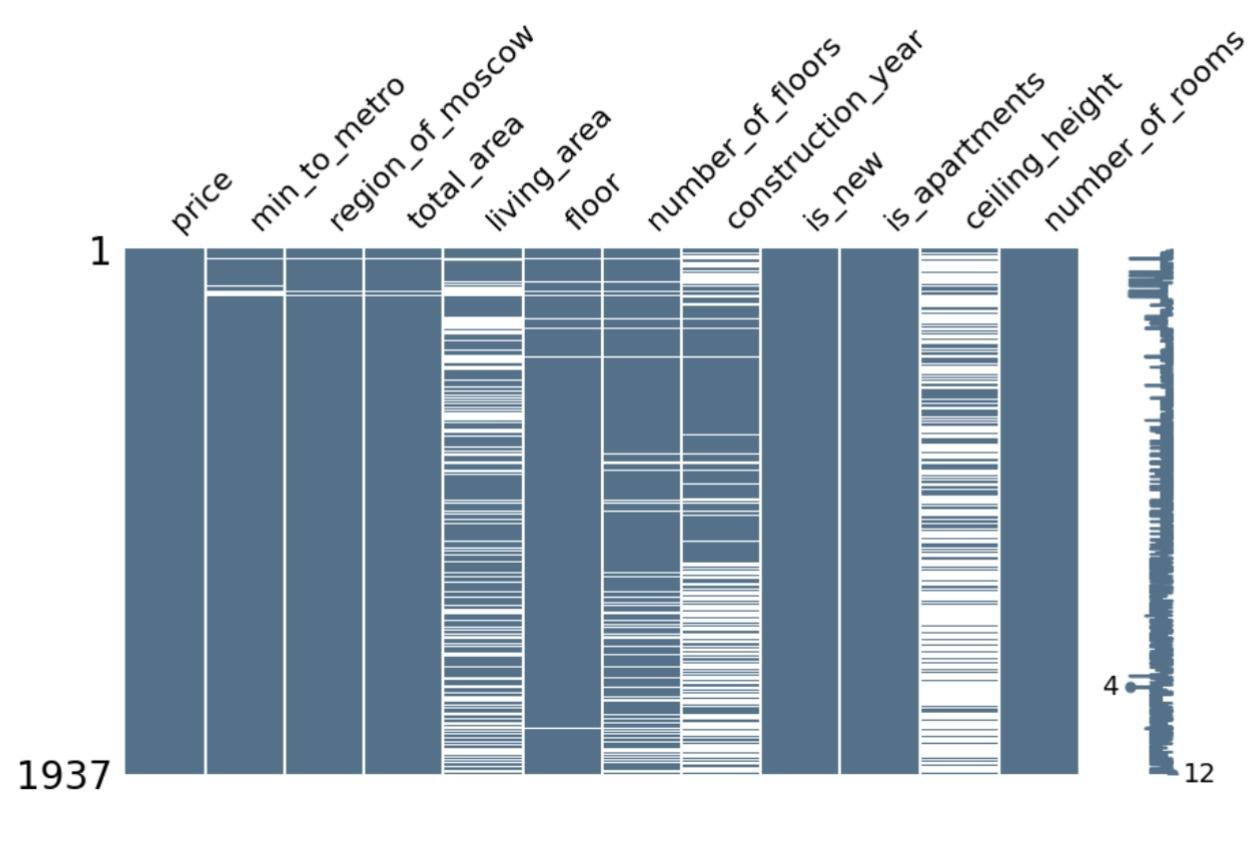 price
min_to_metro
region_of_moscow
total_area
living_area
floor
number_of_floors
construction_year
is_new
is_apartments
ceiling_height
number_of_rooms
1
4
1937
12